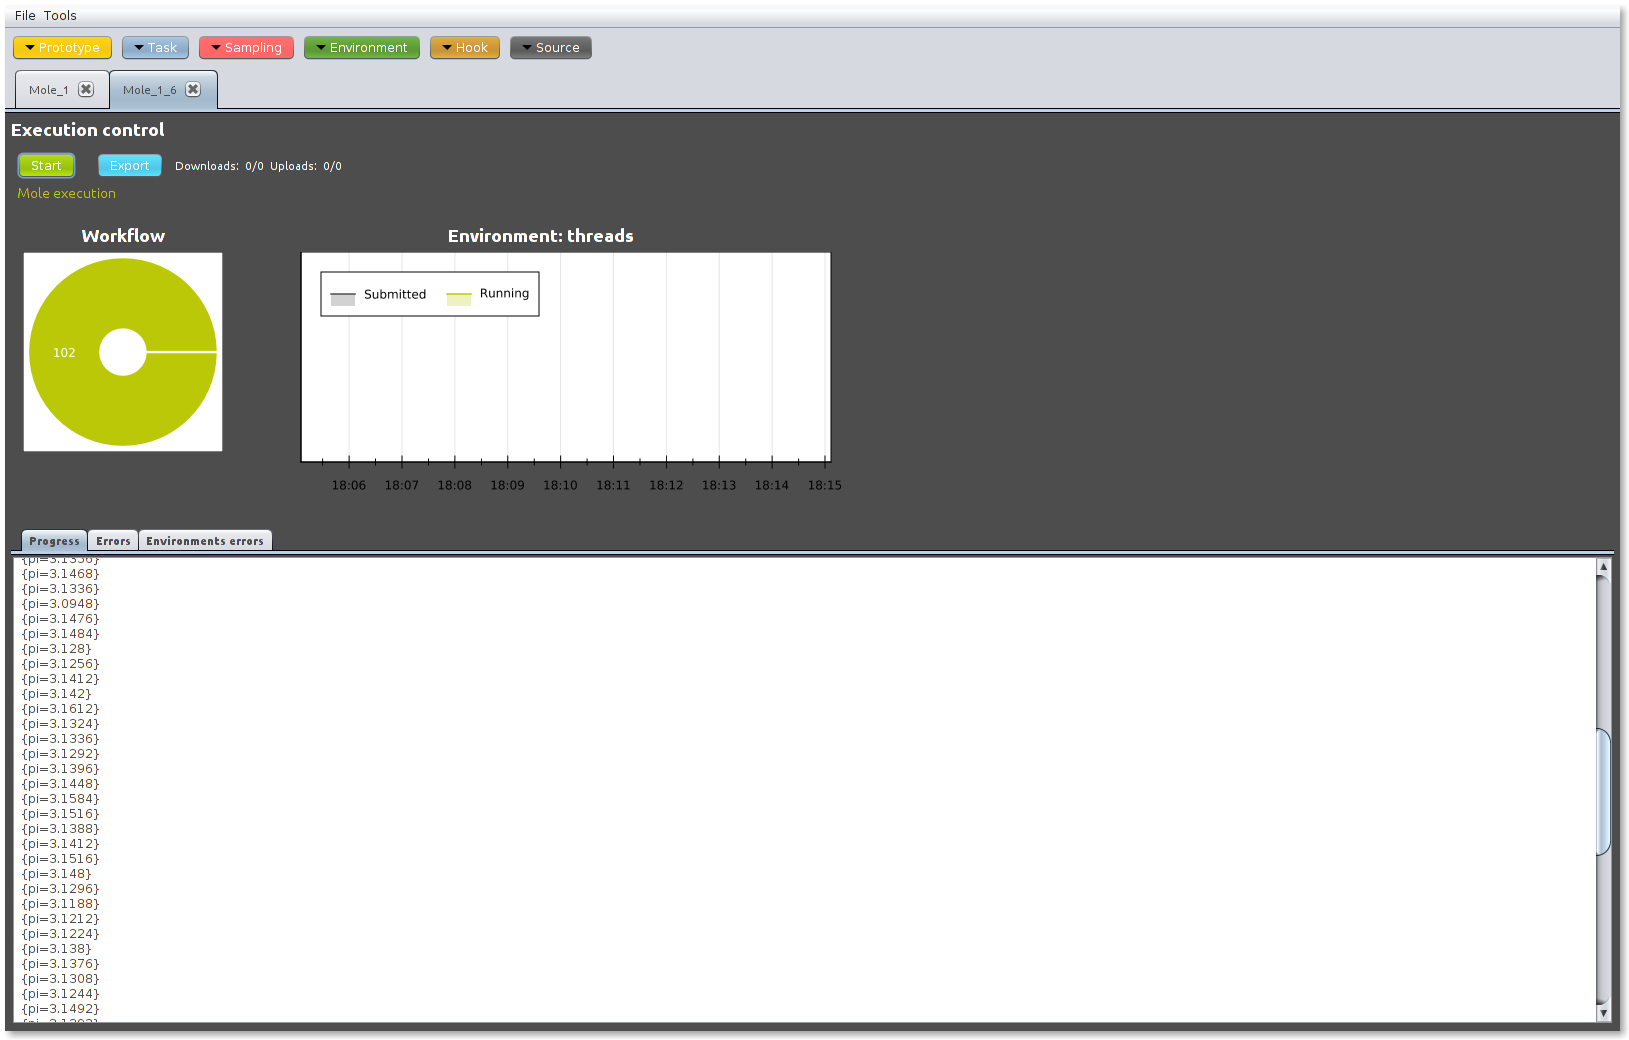 File Tools
Prototype Task Sampling Environment Hook Source
Mole_1 Mole_1_6
Execution control
Start Export Downloads: 0/0 Uploads: 0/0
Mole execution
Workflow Environment: threads
Submitted Running
102
18:06 18:07 18:08 18:09 18:10 18:11 18:12 18:13 18:14 18:15
Progress Errors Environments errors
{pi=3.1356}
{pi=3.1468}
{pi=3.1336}
{pi=3.0948}
{pi=3.1476}
{pi=3.1484}
{pi=3.128}
{pi=3.1256}
{pi=3.1412}
{pi=3.142}
{pi=3.1612}
{pi=3.1324}
{pi=3.1336}
{pi=3.1292}
{pi=3.1396}
{pi=3.1448}
{pi=3.1584}
{pi=3.1516}
{pi=3.1388}
{pi=3.1412}
{pi=3.1516}
{pi=3.148}
{pi=3.1296}
{pi=3.1188}
{pi=3.1212}
{pi=3.1224}
{pi=3.138}
{pi=3.1376}
{pi=3.1308}
{pi=3.1244}
{pi=3.1492}